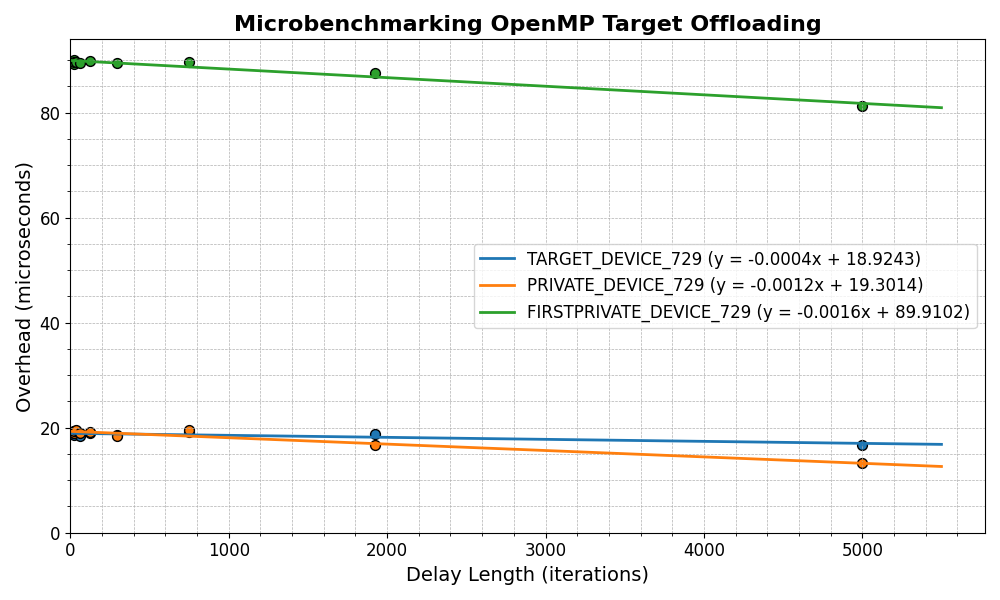 Microbenchmarking OpenMP Target Offloading
Overhead (microseconds)
80
60
40
20
0
TARGET_DEVICE_729 (y = -0.0004x + 18.9243)
PRIVATE_DEVICE_729 (y = -0.0012x + 19.3014)
FIRSTPRIVATE_DEVICE_729 (y = -0.0016x + 89.9102)
0 1000 2000 3000 4000 5000
Delay Length (iterations)